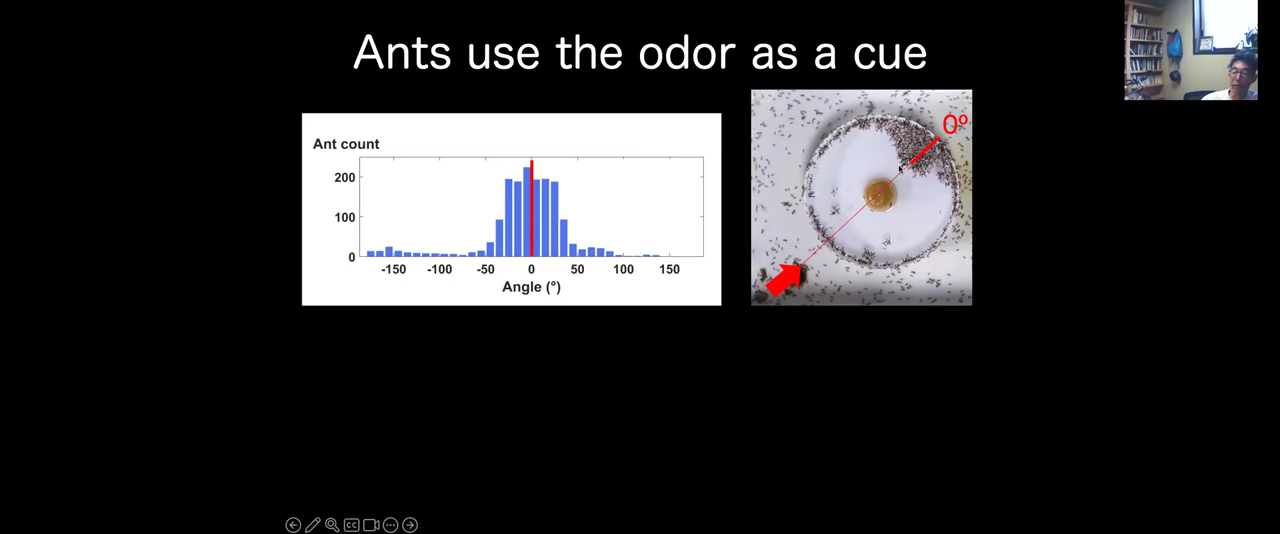 Ants use the odor as a cue
Ant count
200
100
0
-150 -100 -50 0 50 100 150
Angle (°)
0º
CC